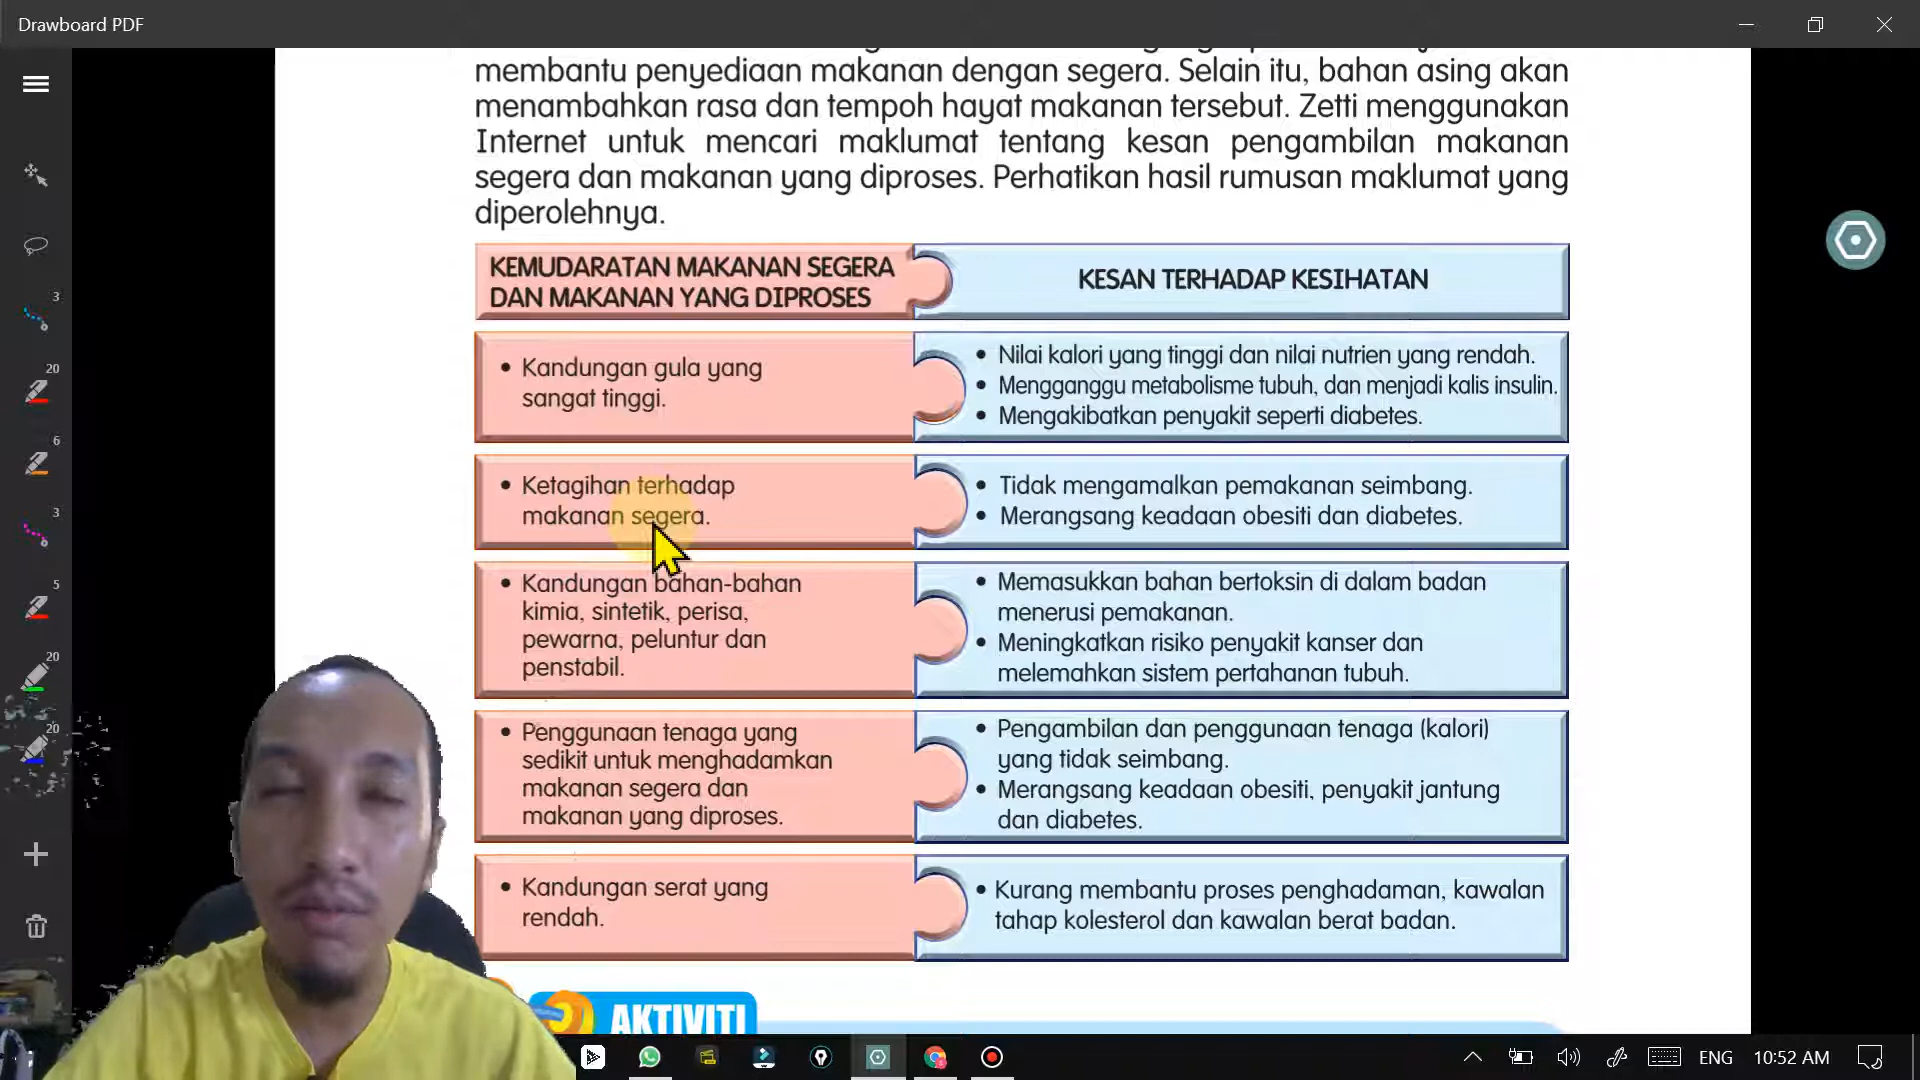 Drawboard PDF
membantu penyediaan makanan dengan segera. Selain itu, bahan asing akan
menambahkan rasa dan tempoh hayat makanan tersebut. Zetti menggunakan
Internet untuk mencari maklumat tentang kesan pengambilan makanan
segera dan makanan yang diproses. Perhatikan hasil rumusan maklumat yang
diperolehnya.
KEMUDARATAN MAKANAN SEGERA
DAN MAKANAN YANG DIPROSES
KESAN TERHADAP KESIHATAN
• Kandungan gula yang
sangat tinggi.
• Nilai kalori yang tinggi dan nilai nutrien yang rendah.
• Mengganggu metabolisme tubuh, dan menjadi kalis insulin.
• Mengakibatkan penyakit seperti diabetes.
• Ketagihan terhadap
makanan segera.
• Tidak mengamalkan pemakanan seimbang.
• Merangsang keadaan obesiti dan diabetes.
• Kandungan bahan-bahan
kimia, sintetik, perisa,
pewarna, peluntur dan
penstabil.
• Memasukkan bahan bertoksin di dalam badan
menerusi pemakanan.
• Meningkatkan risiko penyakit kanser dan
melemahkan sistem pertahanan tubuh.
• Penggunaan tenaga yang
sedikit untuk menghadamkan
makanan segera dan
makanan yang diproses.
• Pengambilan dan penggunaan tenaga (kalori)
yang tidak seimbang.
• Merangsang keadaan obesiti, penyakit jantung
dan diabetes.
• Kandungan serat yang
rendah.
• Kurang membantu proses penghadaman, kawalan
tahap kolesterol dan kawalan berat badan.
AKTIVITI
3
20
6
3
5
20
20
ENG
10:52 AM